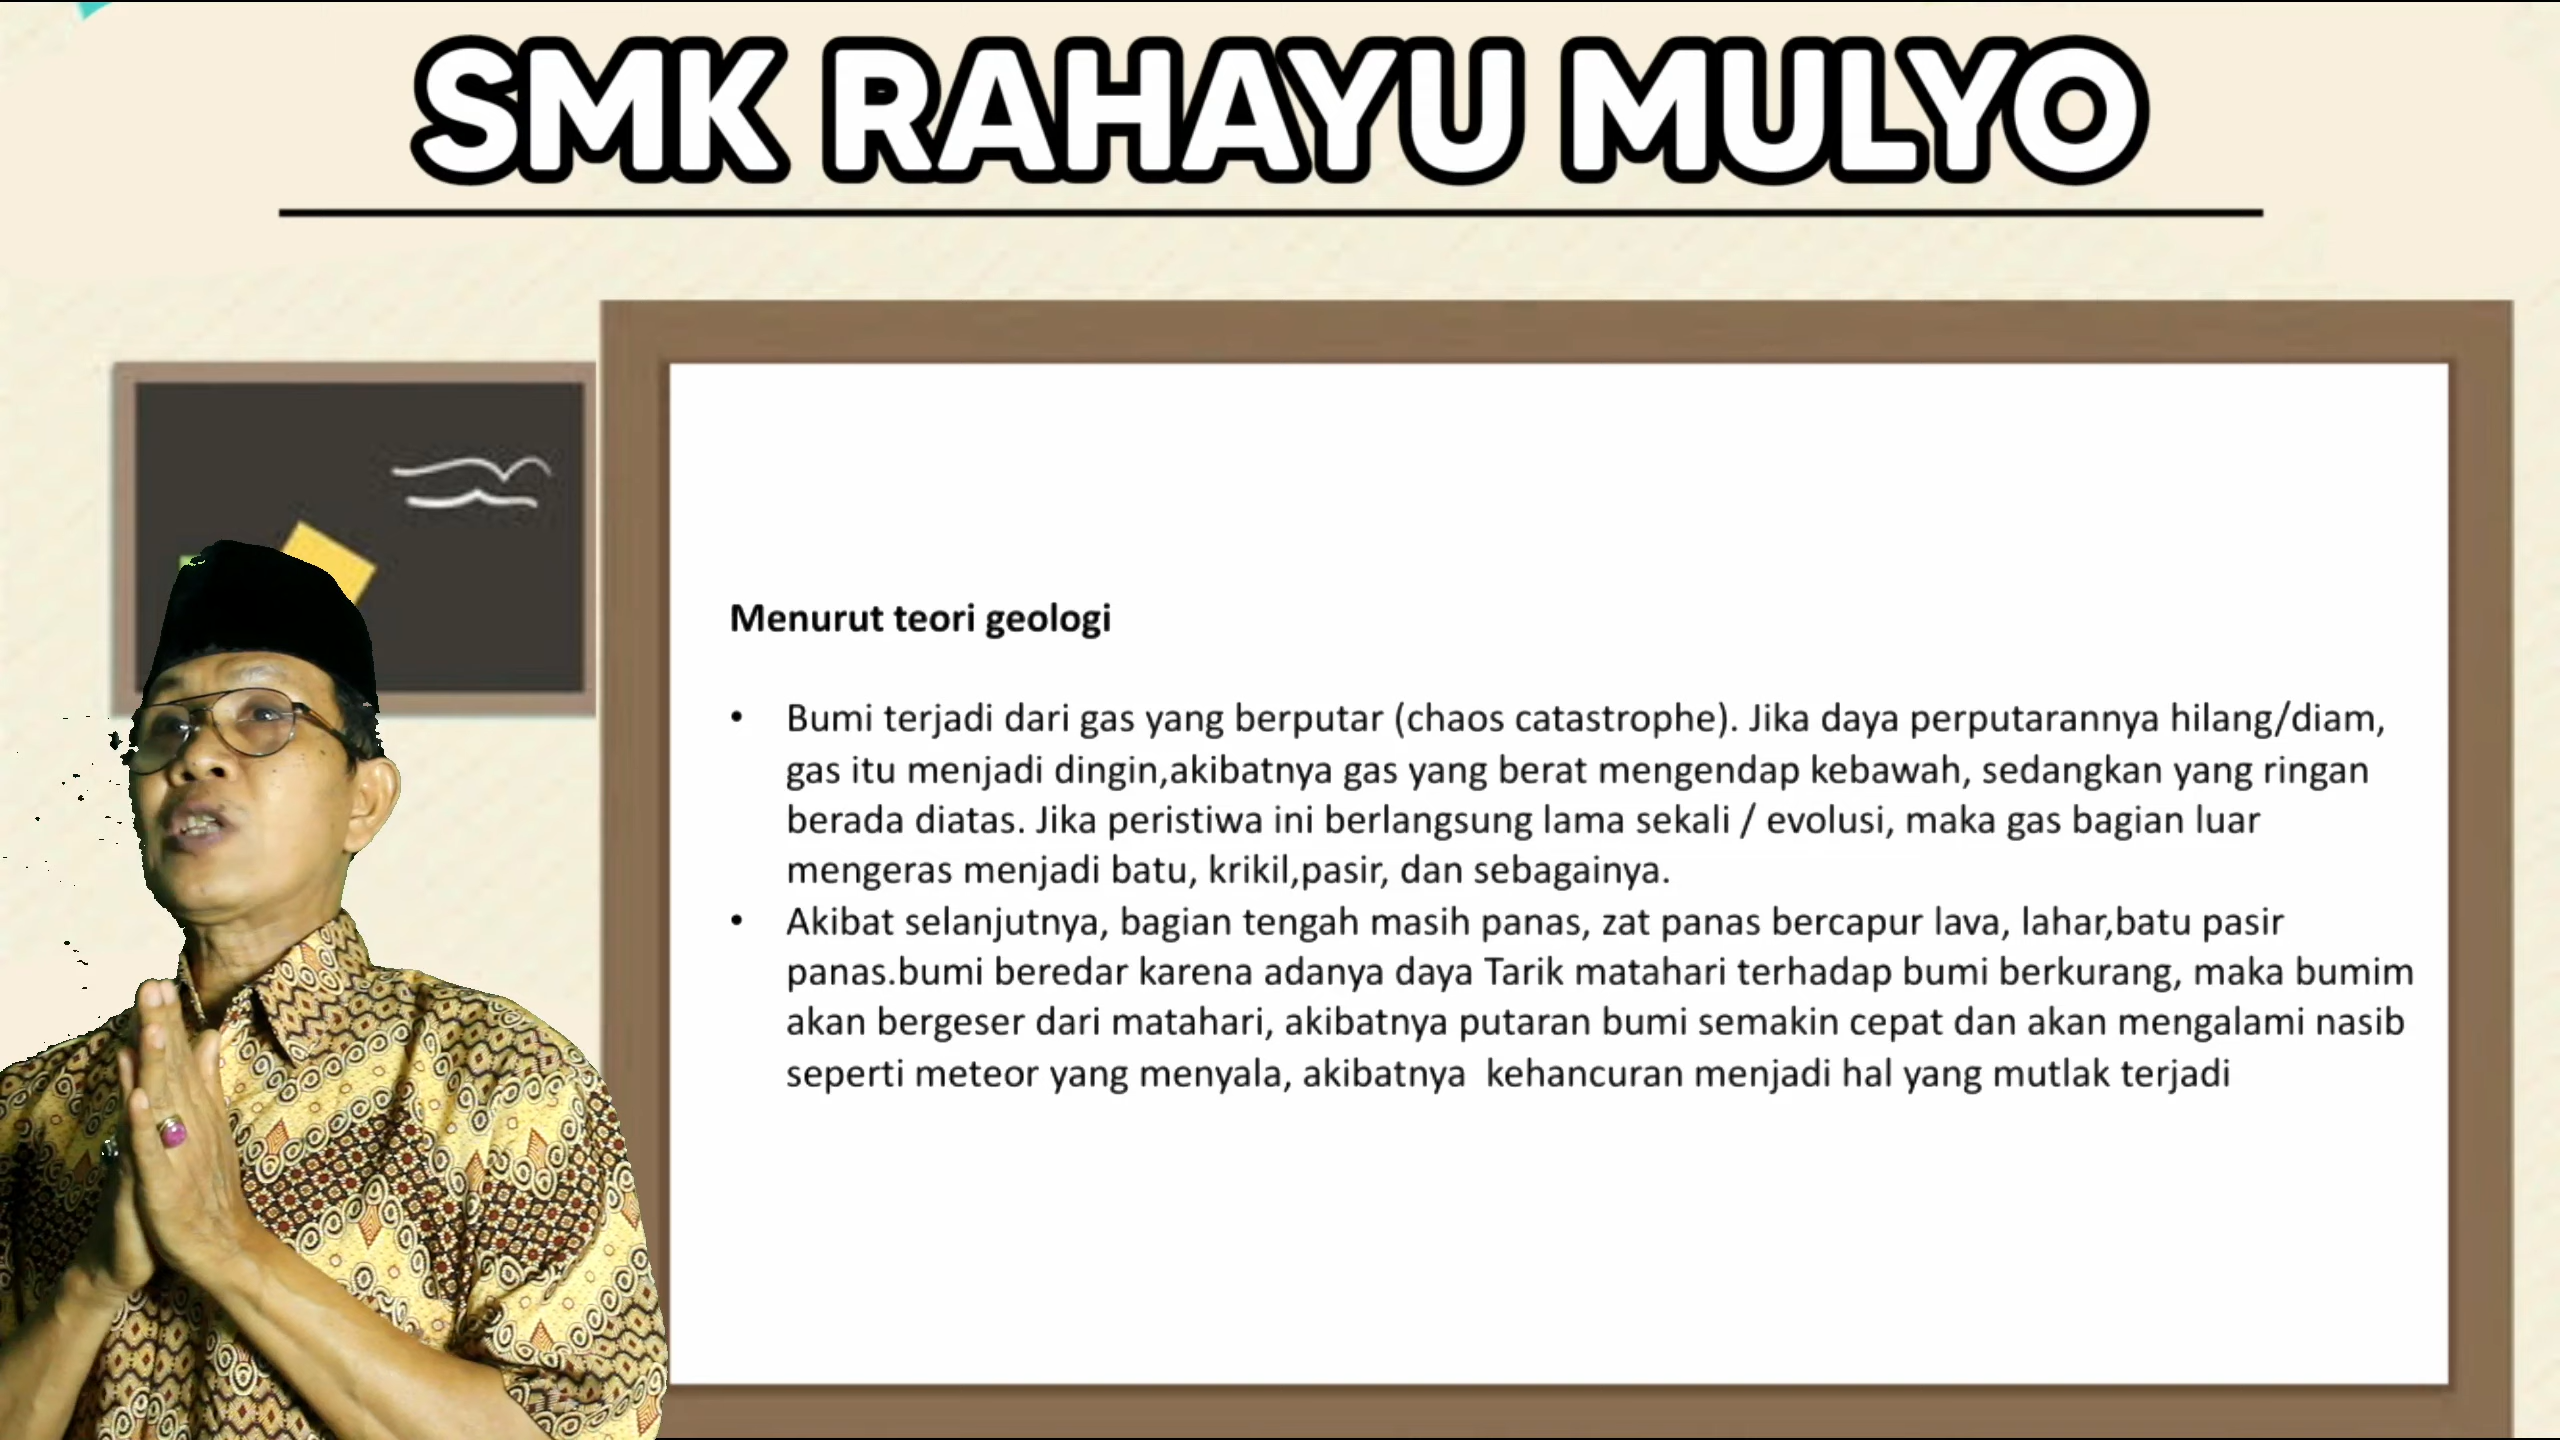 SMK RAHAYU MULYO
Menurut teori geologi
• Bumi terjadi dari gas yang berputar (chaos catastrophe). Jika daya perputarannya hilang/diam,
gas itu menjadi dingin,akibatnya gas yang berat mengendap kebawah, sedangkan yang ringan
berada diatas. Jika peristiwa ini berlangsung lama sekali / evolusi, maka gas bagian luar
mengeras menjadi batu, krikil,pasir, dan sebagainya.
• Akibat selanjutnya, bagian tengah masih panas, zat panas bercapur lava, lahar,batu pasir
panas.bumi beredar karena adanya daya Tarik matahari terhadap bumi berkurang, maka bumim
akan bergeser dari matahari, akibatnya putaran bumi semakin cepat dan akan mengalami nasib
seperti meteor yang menyala, akibatnya  kehancuran menjadi hal yang mutlak terjadi